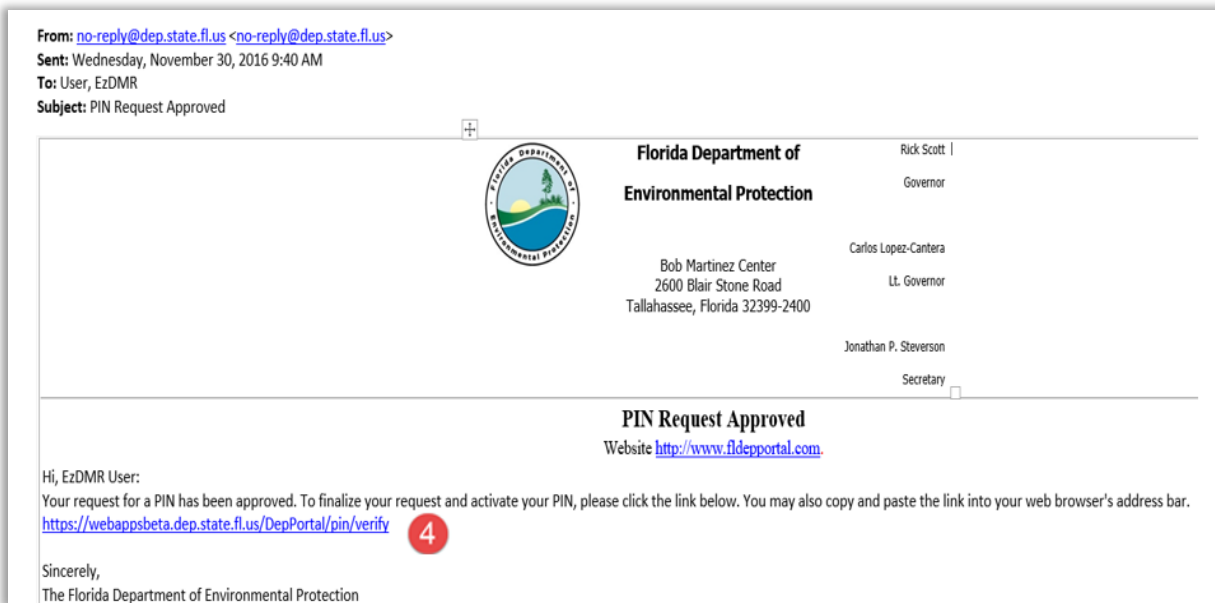 From: no-reply@dep.state.fl.us <no-reply@dep.state.fl.us>
Sent: Wednesday, November 30, 2016 9:40 AM
To: User, EzDMR
Subject: PIN Request Approved
Florida Department of Environmental Protection
Florida Department of
Environmental Protection
Bob Martinez Center
2600 Blair Stone Road
Tallahassee, Florida 32399-2400
Rick Scott
Governor
Carlos Lopez-Cantera
Lt. Governor
Jonathan P. Steverson
Secretary
PIN Request Approved
Website http://www.fldepportal.com.
Hi, EzDMR User:
Your request for a PIN has been approved. To finalize your request and activate your PIN, please click the link below. You may also copy and paste the link into your web browser's address bar.
https://webappsbeta.dep.state.fl.us/DepPortal/pin/verify
4
Sincerely,
The Florida Department of Environmental Protection